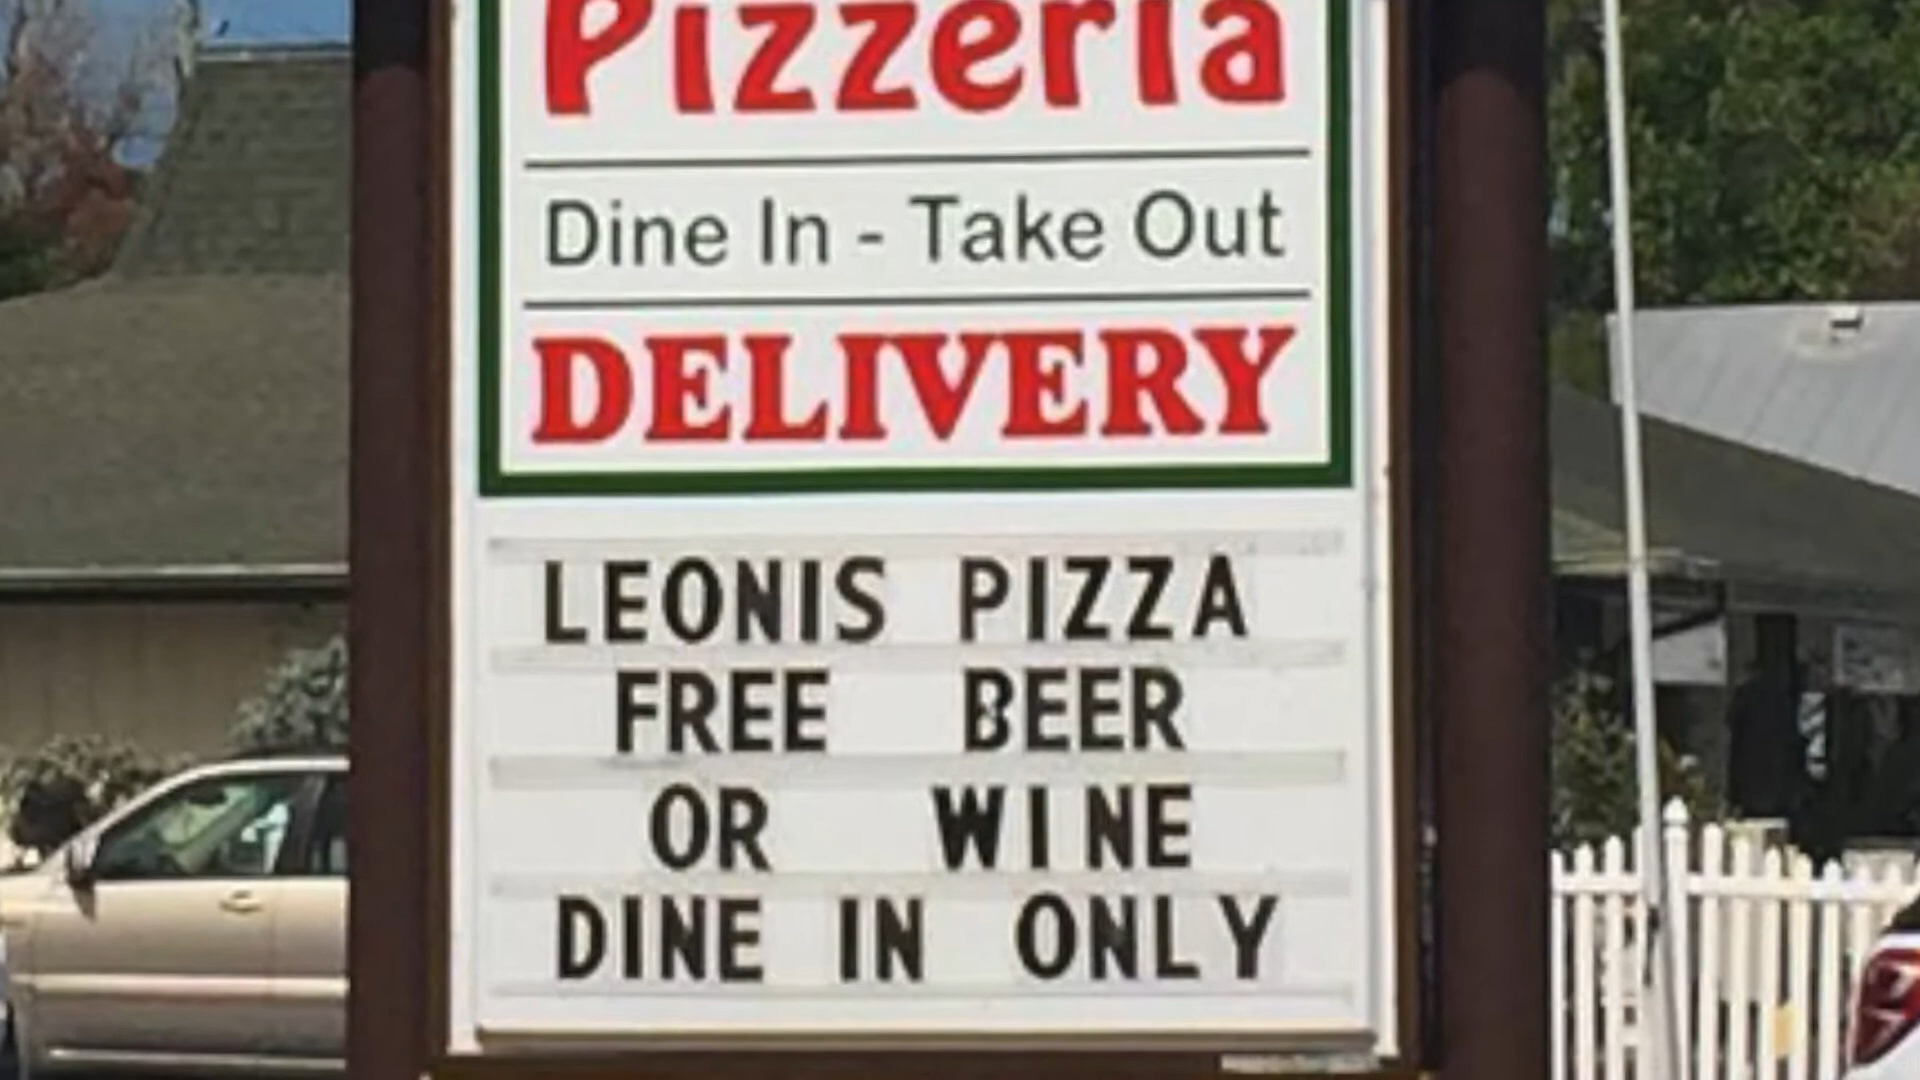 Pizzeria
Dine In - Take Out
DELIVERY
LEONIS PIZZA
FREE BEER
OR WINE
DINE IN ONLY